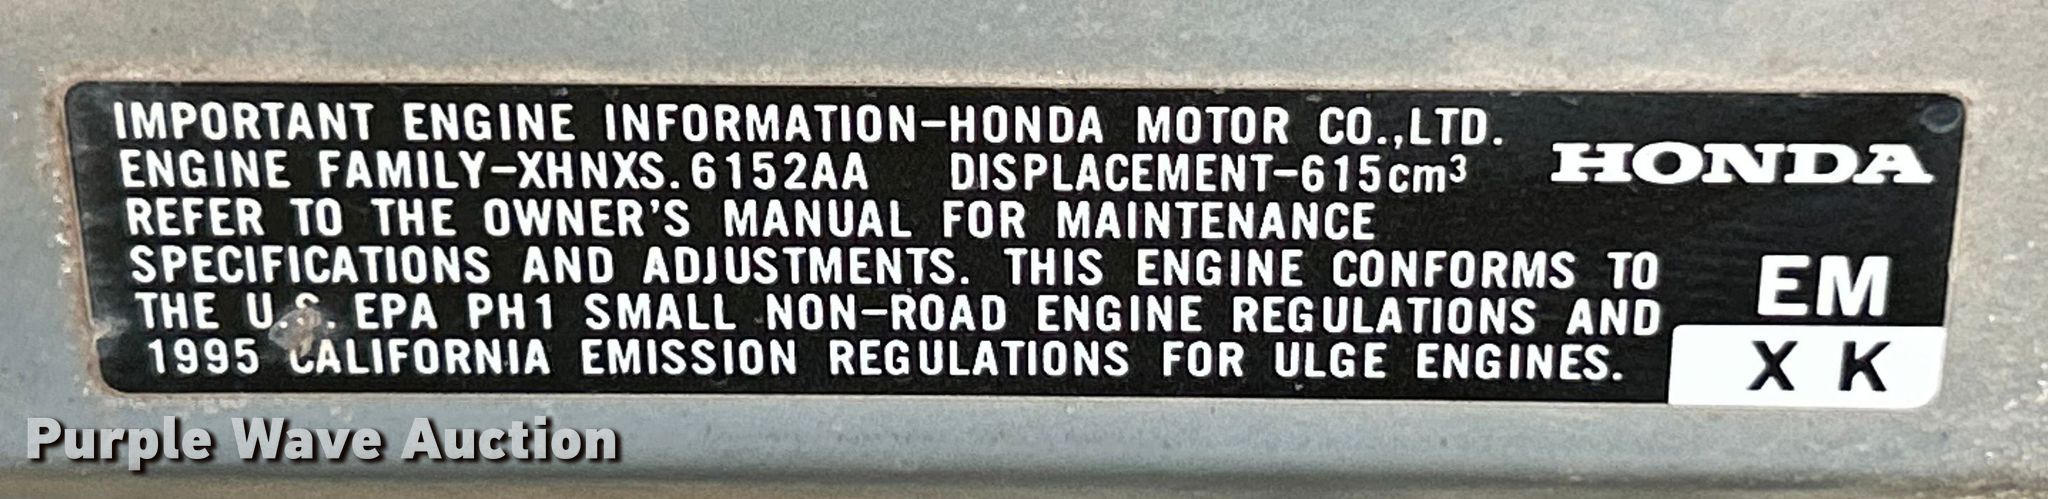 IMPORTANT ENGINE INFORMATION-HONDA MOTOR CO.,LTD.
ENGINE FAMILY-XHNXS.6152AA DISPLACEMENT-615cm³
REFER TO THE OWNER'S MANUAL FOR MAINTENANCE
SPECIFICATIONS AND ADJUSTMENTS. THIS ENGINE CONFORMS TO
THE U.S. EPA PH1 SMALL NON-ROAD ENGINE REGULATIONS AND
1995 CALIFORNIA EMISSION REGULATIONS FOR ULGE ENGINES.
HONDA
EM
X K
Purple Wave Auction